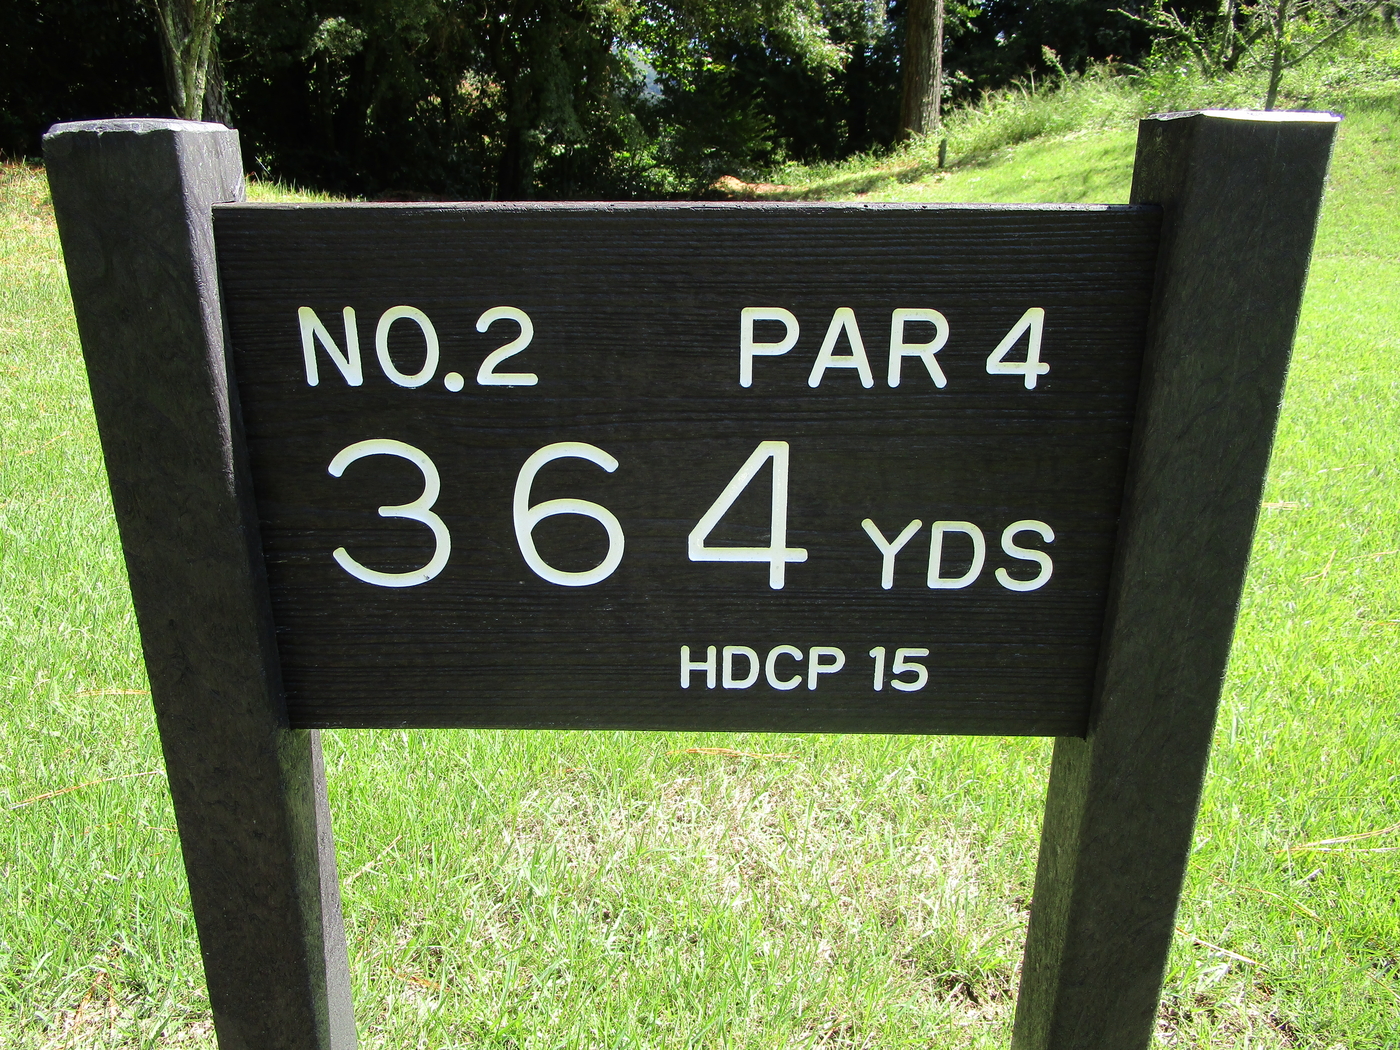 NO.2 PAR 4
364 YDS
HDCP 15